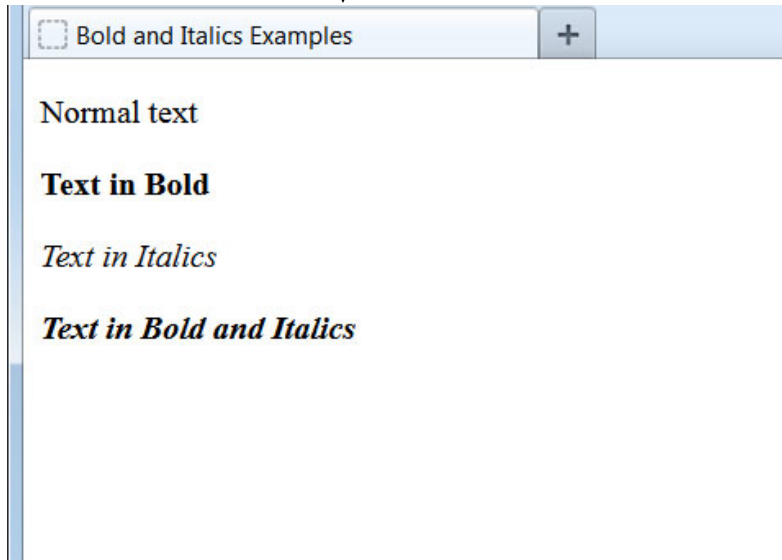 Bold and Italics Examples
Normal text
Text in Bold
Text in Italics
Text in Bold and Italics